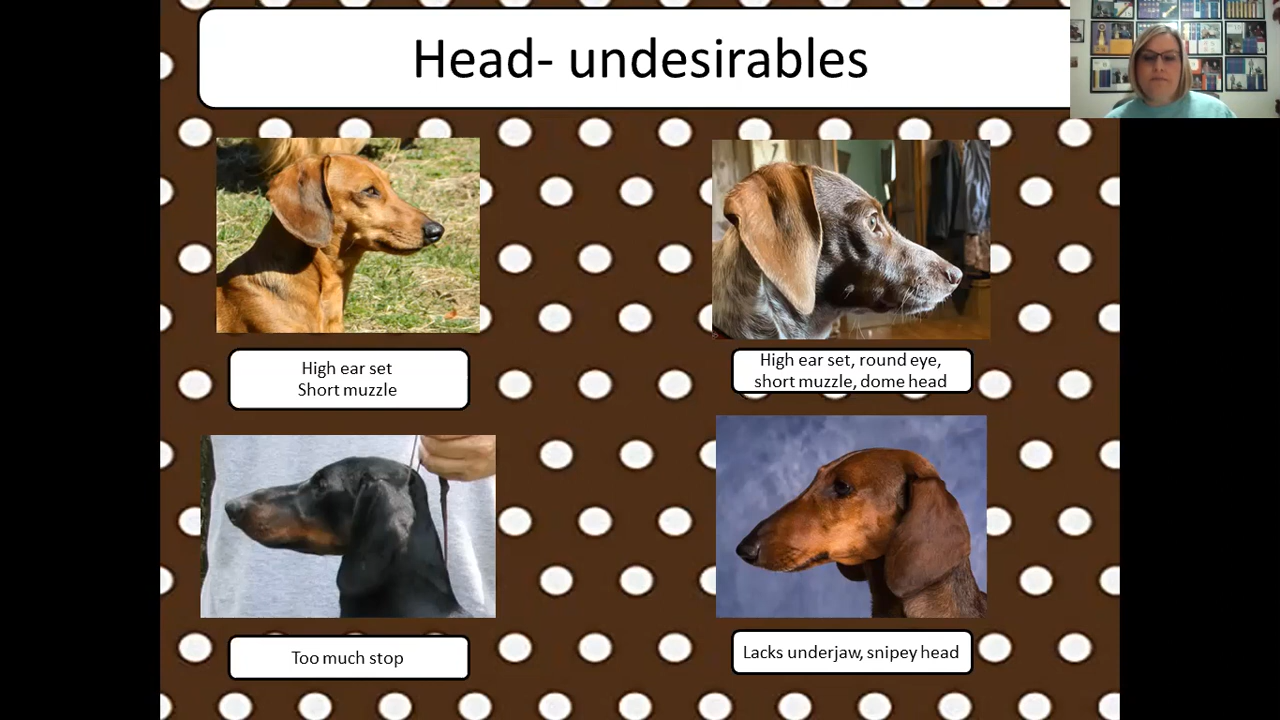 Head- undesirables
High ear set
Short muzzle
High ear set, round eye,
short muzzle, dome head
Too much stop
Lacks underjaw, snipey head